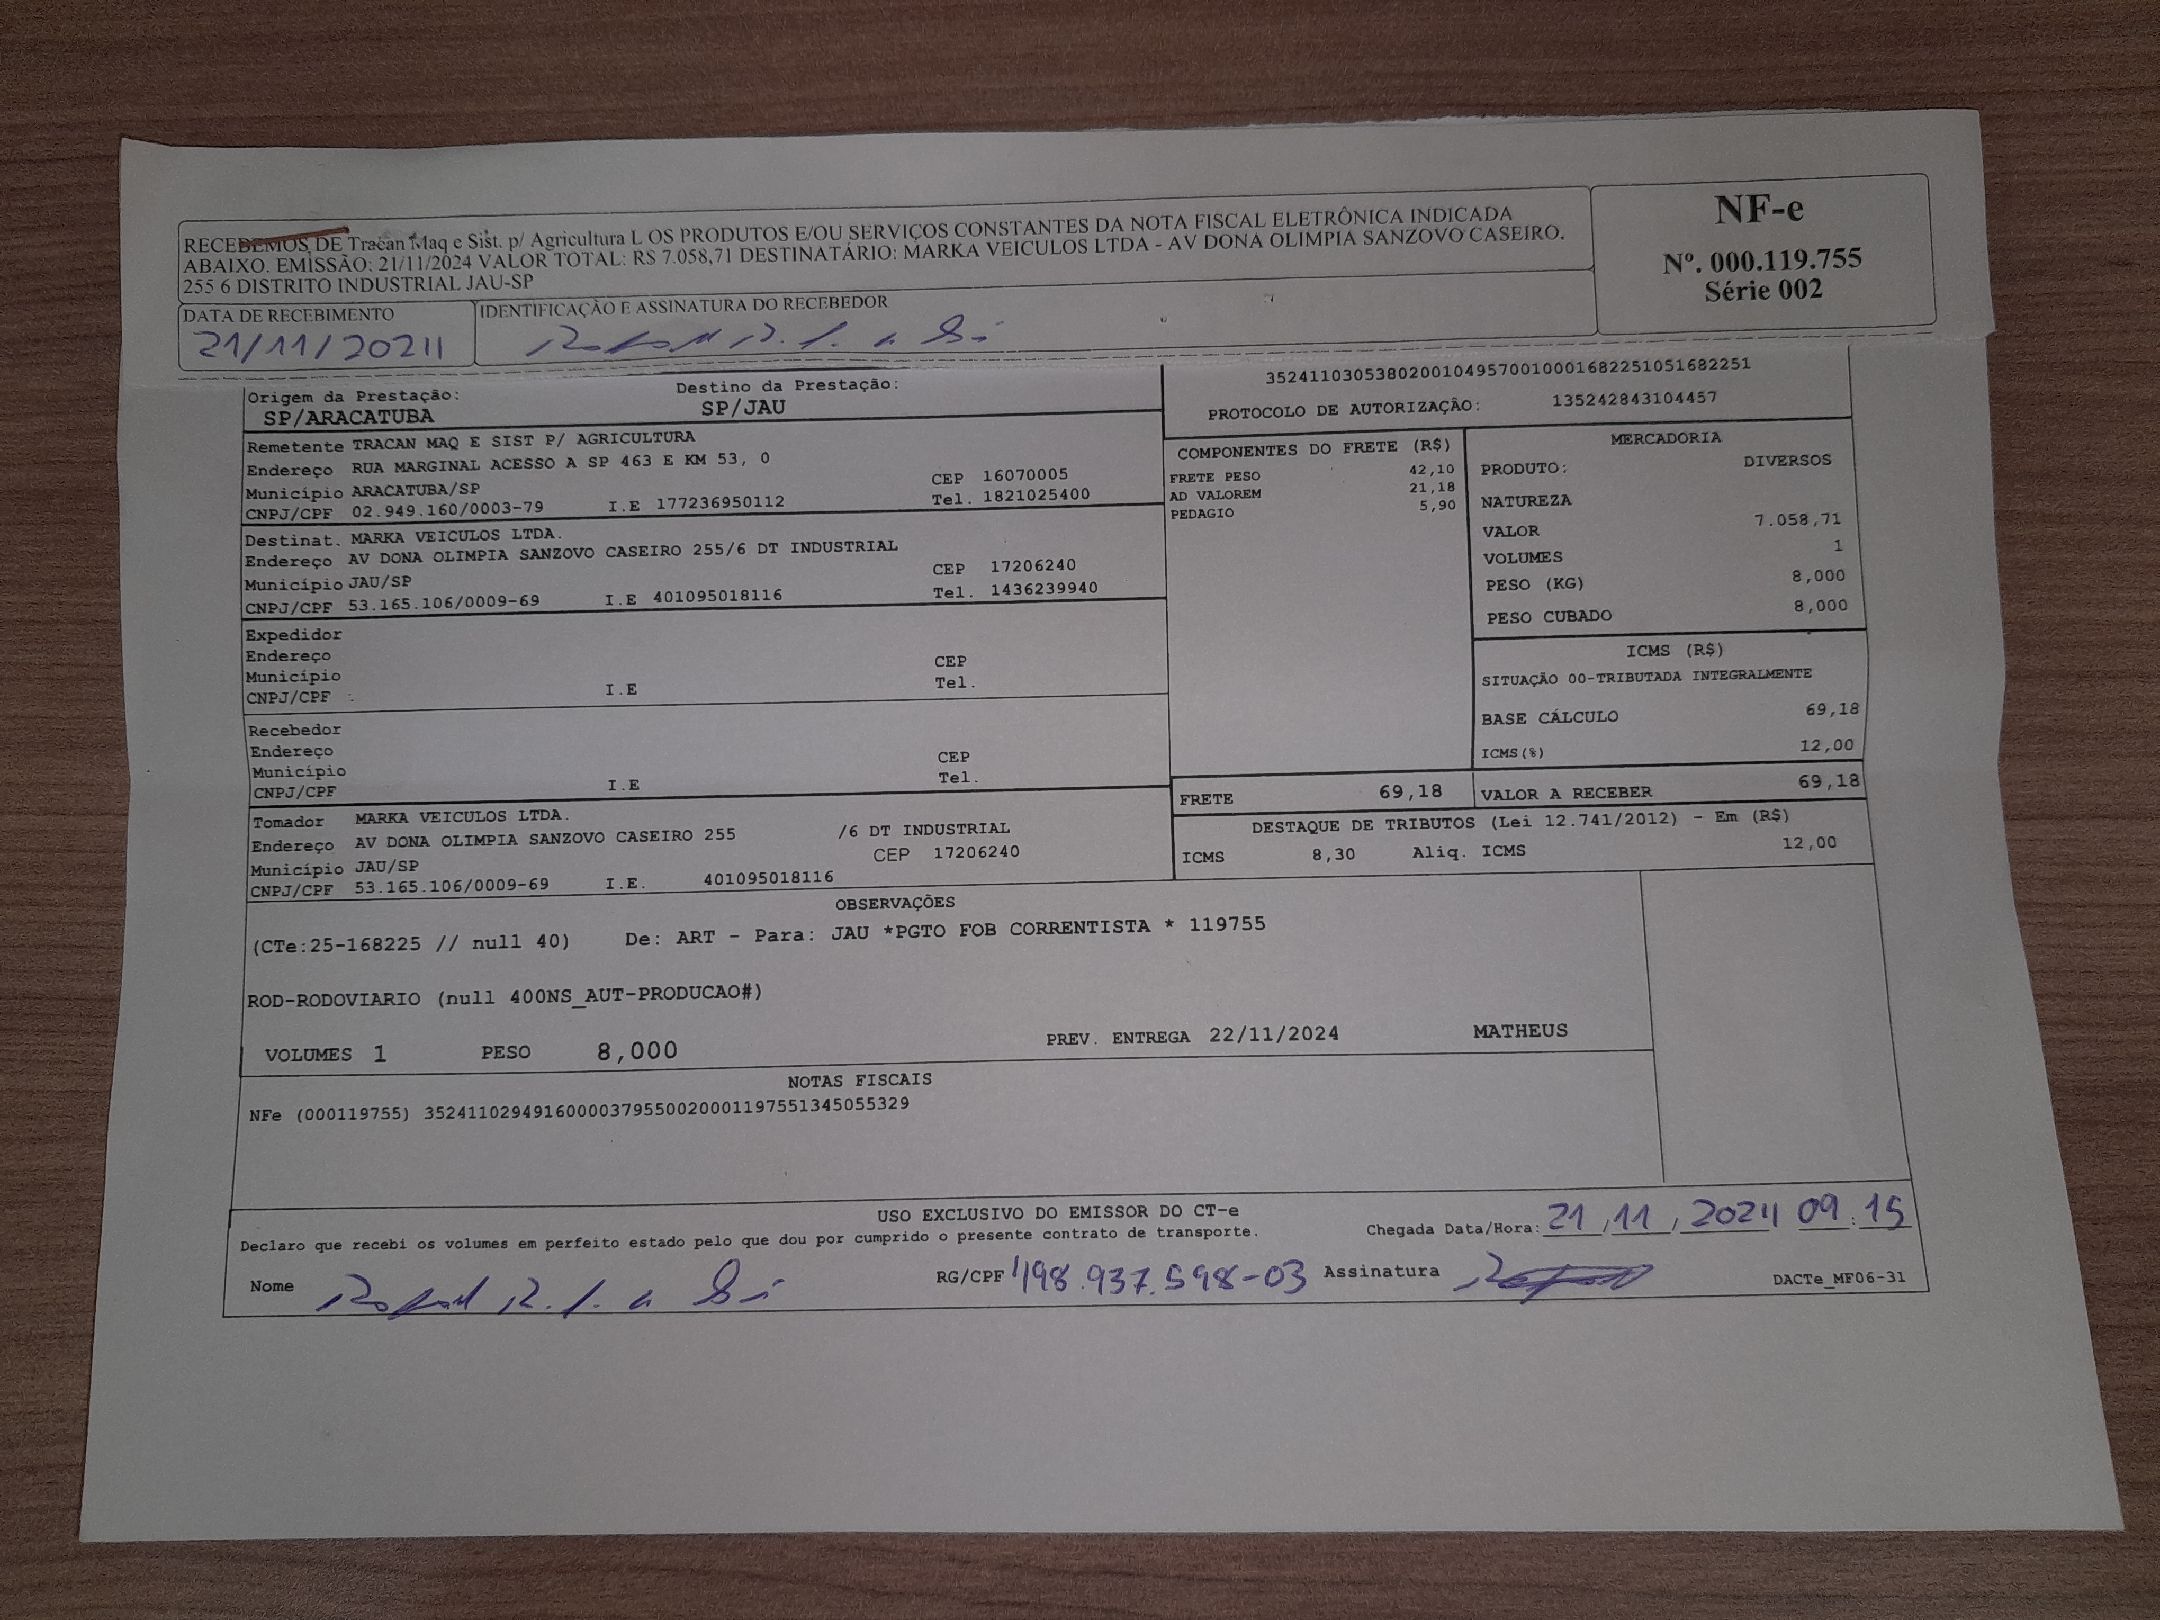 RECEBEMOS DE Tracan Maq e Sist. p/ Agricultura L OS PRODUTOS E/OU SERVIÇOS CONSTANTES DA NOTA FISCAL ELETRÔNICA INDICADA
ABAIXO. EMISSÃO: 21/11/2024 VALOR TOTAL: R$ 7.058,71 DESTINATÁRIO: MARKA VEICULOS LTDA - AV DONA OLIMPIA SANZOVO CASEIRO.
255 6 DISTRITO INDUSTRIAL JAU-SP
NF-e
Nº. 000.119.755
Série 002
DATA DE RECEBIMENTO
21/11/2024
IDENTIFICAÇÃO E ASSINATURA DO RECEBEDOR
Origem da Prestação:
SP/ARACATUBA
Destino da Prestação:
SP/JAU
35241103053802001049570010001682251051682251
PROTOCOLO DE AUTORIZAÇÃO: 135242843104457
Remetente TRACAN MAQ E SIST P/ AGRICULTURA
Endereço RUA MARGINAL ACESSO A SP 463 E KM 53, 0
CEP 16070005
Município ARACATUBA/SP
Tel. 1821025400
CNPJ/CPF 02.949.160/0003-79 I.E 177236950112
Destinat. MARKA VEICULOS LTDA.
Endereço AV DONA OLIMPIA SANZOVO CASEIRO 255/6 DT INDUSTRIAL
CEP 17206240
Município JAU/SP
Tel. 1436239940
CNPJ/CPF 53.165.106/0009-69 I.E 401095018116
Expedidor
Endereço
CEP
Município
Tel.
CNPJ/CPF I.E
Recebedor
Endereço
CEP
Município
Tel.
CNPJ/CPF I.E
Tomador MARKA VEICULOS LTDA.
Endereço AV DONA OLIMPIA SANZOVO CASEIRO 255 /6 DT INDUSTRIAL
Município JAU/SP CEP 17206240
CNPJ/CPF 53.165.106/0009-69 I.E. 401095018116
COMPONENTES DO FRETE (R$)
FRETE PESO 42,10
AD VALOREM 21,18
PEDAGIO 5,90
MERCADORIA
PRODUTO: DIVERSOS
NATUREZA
VALOR 7.058,71
VOLUMES 1
PESO (KG) 8,000
PESO CUBADO 8,000
ICMS (R$)
SITUAÇÃO 00-TRIBUTADA INTEGRALMENTE
BASE CÁLCULO 69,18
ICMS(%) 12,00
FRETE 69,18
VALOR A RECEBER 69,18
DESTAQUE DE TRIBUTOS (Lei 12.741/2012) - Em (R$)
ICMS 8,30 Aliq. ICMS 12,00
OBSERVAÇÕES
(CTe:25-168225 // null 40) De: ART - Para: JAU *PGTO FOB CORRENTISTA * 119755
ROD-RODOVIARIO (null 400NS_AUT-PRODUCAO#)
VOLUMES 1 PESO 8,000 PREV. ENTREGA 22/11/2024 MATHEUS
NOTAS FISCAIS
NFe (000119755) 35241102949160000379550020001197551345055329
USO EXCLUSIVO DO EMISSOR DO CT-e
Declaro que recebi os volumes em perfeito estado pelo que dou por cumprido o presente contrato de transporte.
Chegada Data/Hora: 21,11,2024 09:15
Nome
RG/CPF 498.937.598-03 Assinatura
DACTe_MF06-31